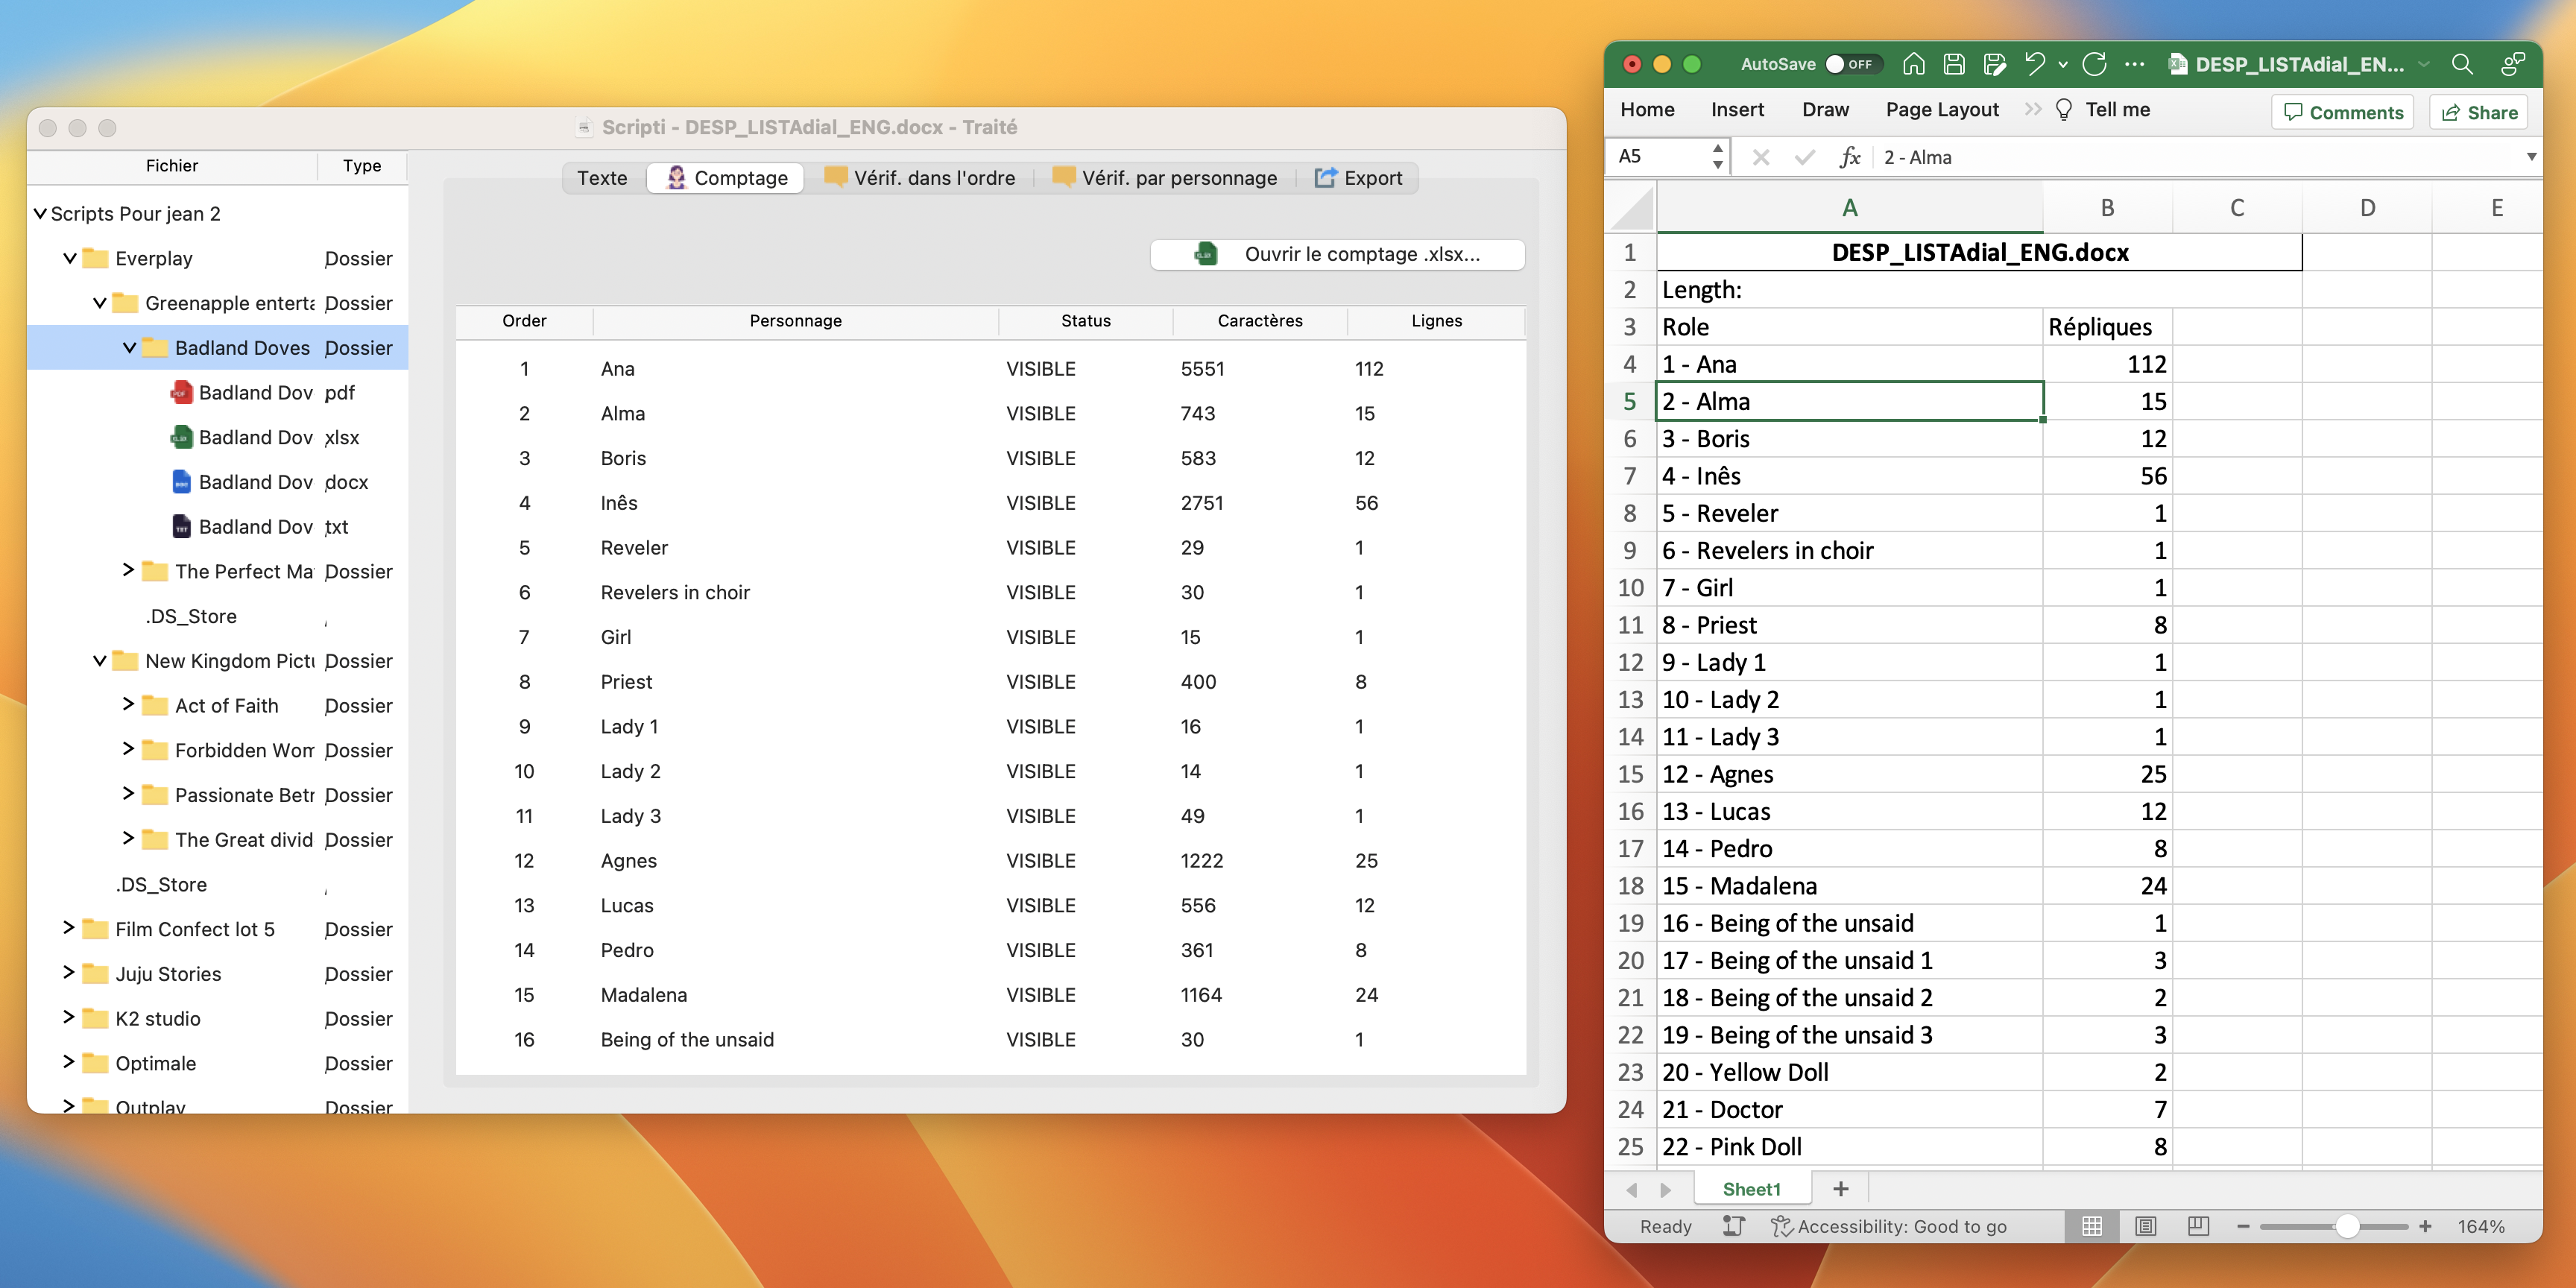 Scripti - DESP_LISTAdial_ENG.docx - Traité
Fichier Type
Scripts Pour jean 2
Everplay Dossier
Greenapple enterta Dossier
Badland Doves Dossier
Badland Dov pdf
Badland Dov xlsx
Badland Dov docx
Badland Dov txt
The Perfect Ma Dossier
.DS_Store
New Kingdom Pictu Dossier
Act of Faith Dossier
Forbidden Wom Dossier
Passionate Betr Dossier
The Great divid Dossier
.DS_Store
Film Confect lot 5 Dossier
Juju Stories Dossier
K2 studio Dossier
Optimale Dossier
Outplay Dossier
Texte Comptage Vérif. dans l'ordre Vérif. par personnage Export
Ouvrir le comptage .xlsx...
Order Personnage Status Caractères Lignes
1 Ana VISIBLE 5551 112
2 Alma VISIBLE 743 15
3 Boris VISIBLE 583 12
4 Inês VISIBLE 2751 56
5 Reveler VISIBLE 29 1
6 Revelers in choir VISIBLE 30 1
7 Girl VISIBLE 15 1
8 Priest VISIBLE 400 8
9 Lady 1 VISIBLE 16 1
10 Lady 2 VISIBLE 14 1
11 Lady 3 VISIBLE 49 1
12 Agnes VISIBLE 1222 25
13 Lucas VISIBLE 556 12
14 Pedro VISIBLE 361 8
15 Madalena VISIBLE 1164 24
16 Being of the unsaid VISIBLE 30 1
AutoSave OFF DESP_LISTAdial_EN...
Home Insert Draw Page Layout Tell me Comments Share
A5 fx 2 - Alma
A B C D E
1 DESP_LISTAdial_ENG.docx
2 Length:
3 Role Répliques
4 1 - Ana 112
5 2 - Alma 15
6 3 - Boris 12
7 4 - Inês 56
8 5 - Reveler 1
9 6 - Revelers in choir 1
10 7 - Girl 1
11 8 - Priest 8
12 9 - Lady 1 1
13 10 - Lady 2 1
14 11 - Lady 3 1
15 12 - Agnes 25
16 13 - Lucas 12
17 14 - Pedro 8
18 15 - Madalena 24
19 16 - Being of the unsaid 1
20 17 - Being of the unsaid 1 3
21 18 - Being of the unsaid 2 2
22 19 - Being of the unsaid 3 3
23 20 - Yellow Doll 2
24 21 - Doctor 7
25 22 - Pink Doll 8
Sheet1
Ready Accessibility: Good to go 164%